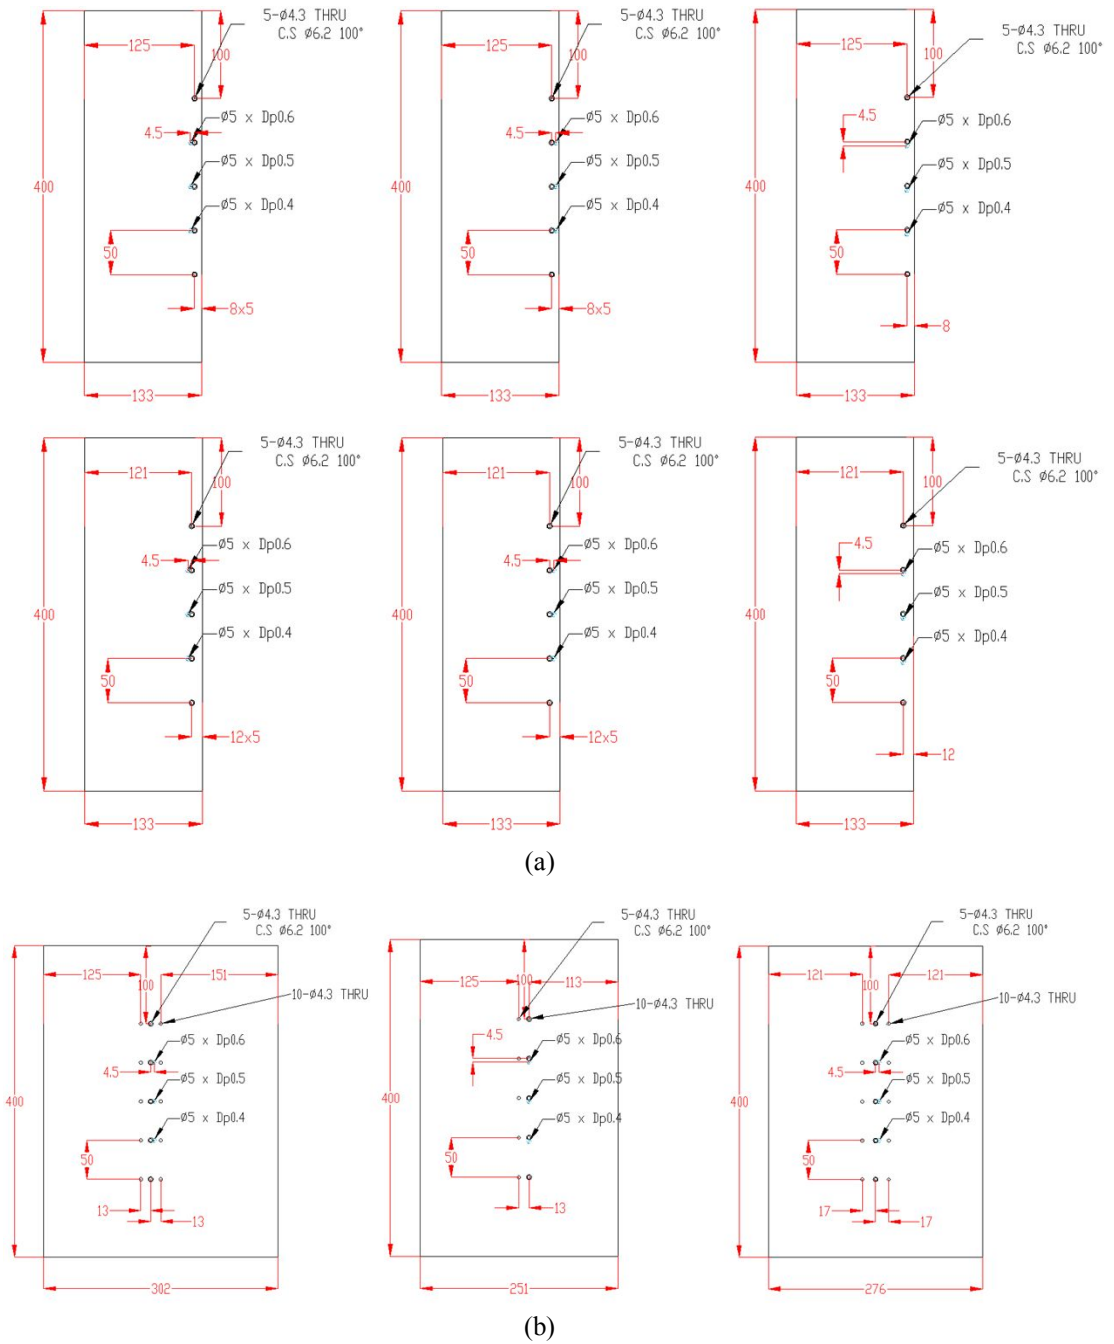 5-Ø4.3 THRU
C.S Ø6.2 100°
125
100
4.5
Ø5 x Dp0.6
Ø5 x Dp0.5
400
Ø5 x Dp0.4
50
8x5
133
5-Ø4.3 THRU
C.S Ø6.2 100°
125
100
4.5
Ø5 x Dp0.6
Ø5 x Dp0.5
400
Ø5 x Dp0.4
50
8x5
133
5-Ø4.3 THRU
C.S Ø6.2 100°
125
100
4.5
Ø5 x Dp0.6
Ø5 x Dp0.5
400
Ø5 x Dp0.4
50
8
133
5-Ø4.3 THRU
C.S Ø6.2 100°
121
100
4.5
Ø5 x Dp0.6
Ø5 x Dp0.5
400
Ø5 x Dp0.4
50
12x5
133
5-Ø4.3 THRU
C.S Ø6.2 100°
121
100
4.5
Ø5 x Dp0.6
Ø5 x Dp0.5
400
Ø5 x Dp0.4
50
12x5
133
5-Ø4.3 THRU
C.S Ø6.2 100°
121
100
4.5
Ø5 x Dp0.6
Ø5 x Dp0.5
400
Ø5 x Dp0.4
50
12
133
(a)
5-Ø4.3 THRU
C.S Ø6.2 100°
125
151
100
10-Ø4.3 THRU
Ø5 x Dp0.6
4.5
Ø5 x Dp0.5
400
Ø5 x Dp0.4
50
13
13
302
5-Ø4.3 THRU
C.S Ø6.2 100°
125
113
100
10-Ø4.3 THRU
4.5
Ø5 x Dp0.6
Ø5 x Dp0.5
400
Ø5 x Dp0.4
50
13
251
5-Ø4.3 THRU
C.S Ø6.2 100°
121
121
100
10-Ø4.3 THRU
Ø5 x Dp0.6
4.5
Ø5 x Dp0.5
400
Ø5 x Dp0.4
50
17
17
276
(b)